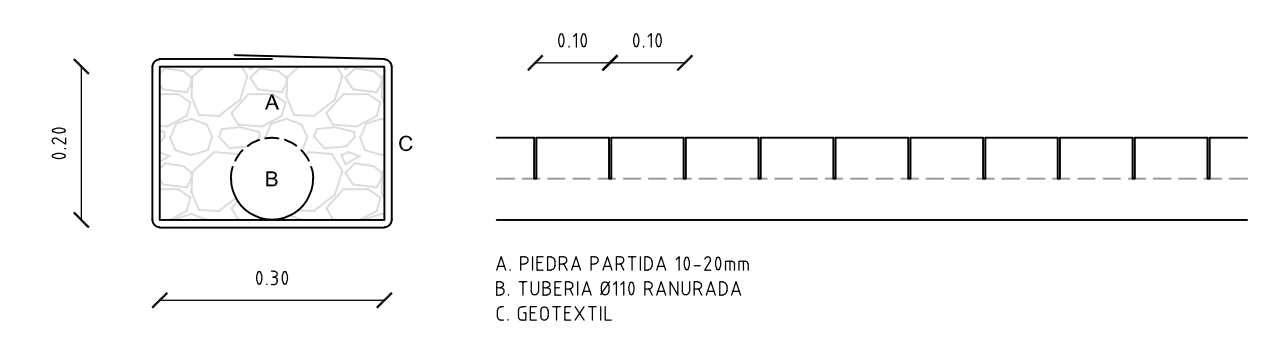 0.10 0.10
A
0.20
C
B
0.30
A. PIEDRA PARTIDA 10-20mm
B. TUBERIA Ø110 RANURADA
C. GEOTEXTIL